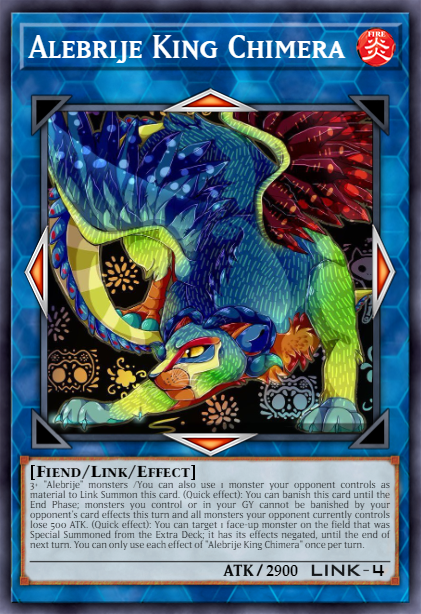 ALEBRIJE KING CHIMERA
FIRE
炎
[FIEND/LINK/EFFECT]
3+ "Alebrije" monsters /You can also use 1 monster your opponent controls as
material to Link Summon this card. (Quick effect): You can banish this card until the
End Phase; monsters you control or in your GY cannot be banished by your
opponent's card effects this turn and all monsters your opponent currently controls
lose 500 ATK. (Quick effect): You can target 1 face-up monster on the field that was
Special Summoned from the Extra Deck; it has its effects negated, until the end of
next turn. You can only use each effect of "Alebrije King Chimera" once per turn.
ATK / 2900 LINK-4